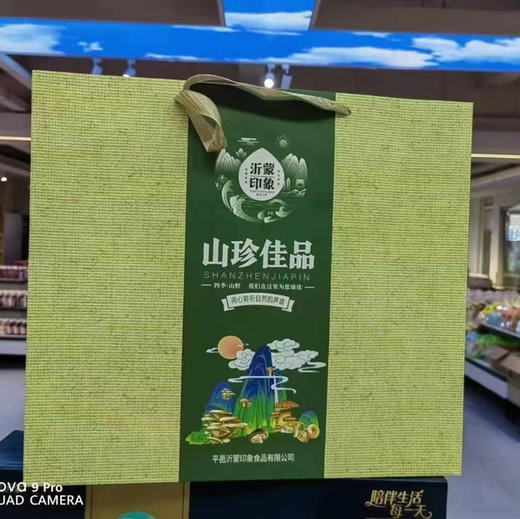 沂蒙
印象
山珍佳品
SHANZHENJIAPIN
四季·山野 我们在这里为您臻选
用心聆听自然的声音
平邑沂蒙印象食品有限公司
陪伴生活
每一天
nova 9 Pro
QUAD CAMERA